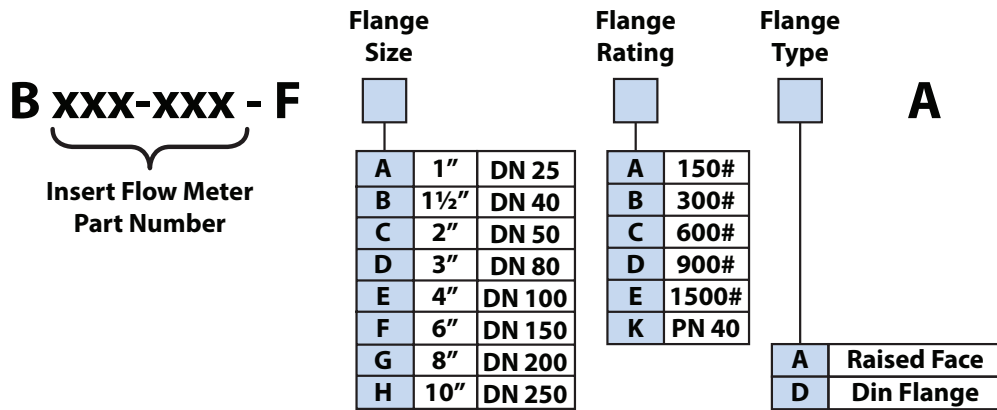 Flange Size
Flange Rating
Flange Type
B xxx-xxx - F
A
Insert Flow Meter
Part Number
A 1” DN 25
B 1½” DN 40
C 2” DN 50
D 3” DN 80
E 4” DN 100
F 6” DN 150
G 8” DN 200
H 10” DN 250
A 150#
B 300#
C 600#
D 900#
E 1500#
K PN 40
A Raised Face
D Din Flange